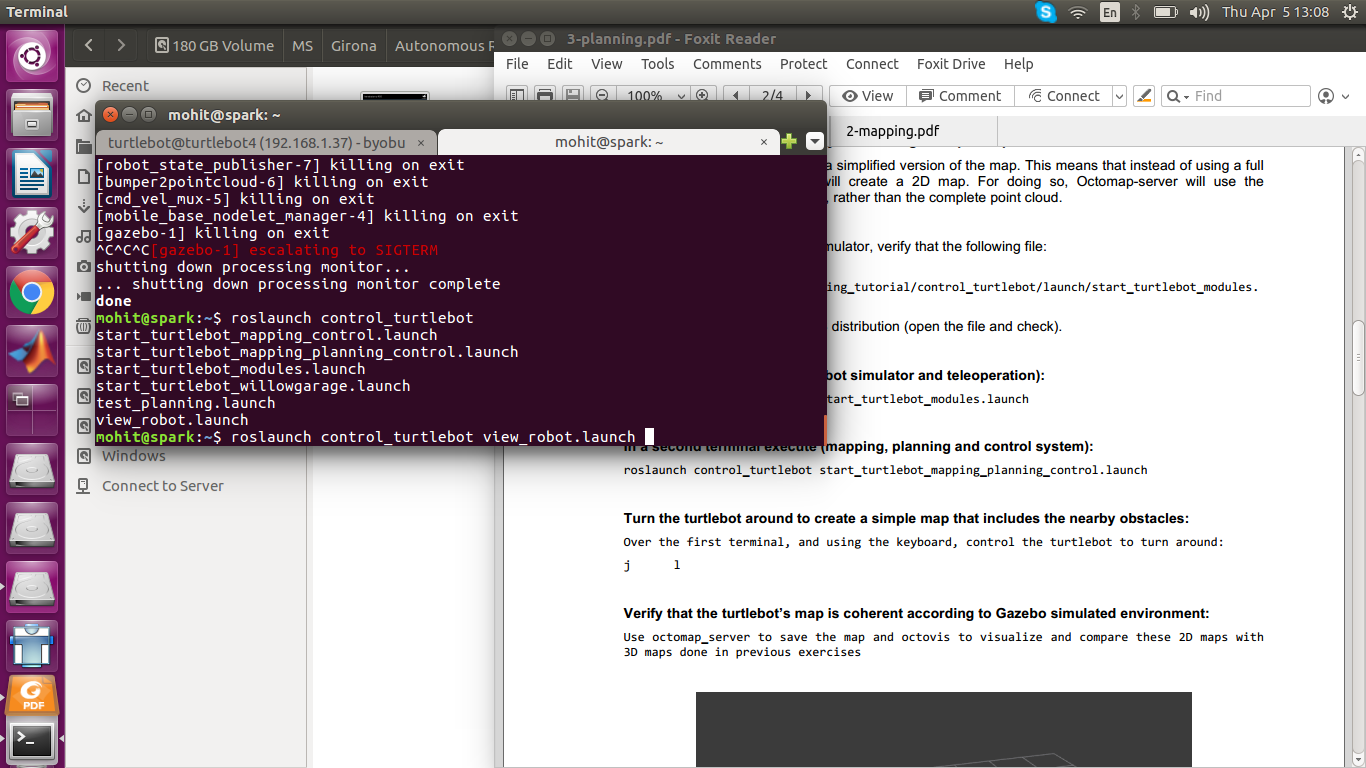 Terminal
En
Thu Apr 5 13:08
180 GB Volume
MS
Girona
Autonomous R
3-planning.pdf - Foxit Reader
File Edit View Tools Comments Protect Connect Foxit Drive Help
100%
2/4
View
Comment
Connect
Find
2-mapping.pdf
Recent
Windows
Connect to Server
mohit@spark: ~
turtlebot@turtlebot4 (192.168.1.37) - byobu ×
mohit@spark: ~ ×
[robot_state_publisher-7] killing on exit
[bumper2pointcloud-6] killing on exit
[cmd_vel_mux-5] killing on exit
[mobile_base_nodelet_manager-4] killing on exit
[gazebo-1] killing on exit
^C^C^C[gazebo-1] escalating to SIGTERM
shutting down processing monitor...
... shutting down processing monitor complete
done
mohit@spark:~$ roslaunch control_turtlebot
start_turtlebot_mapping_control.launch
start_turtlebot_mapping_planning_control.launch
start_turtlebot_modules.launch
start_turtlebot_willowgarage.launch
test_planning.launch
view_robot.launch
mohit@spark:~$ roslaunch control_turtlebot view_robot.launch
a simplified version of the map. This means that instead of using a full
will create a 2D map. For doing so, Octomap-server will use the
, rather than the complete point cloud.
mulator, verify that the following file:
ing_tutorial/control_turtlebot/launch/start_turtlebot_modules.
distribution (open the file and check).
bot simulator and teleoperation):
tart_turtlebot_modules.launch
In a second terminal execute (mapping, planning and control system):
roslaunch control_turtlebot start_turtlebot_mapping_planning_control.launch
Turn the turtlebot around to create a simple map that includes the nearby obstacles:
Over the first terminal, and using the keyboard, control the turtlebot to turn around:
j l
Verify that the turtlebot’s map is coherent according to Gazebo simulated environment:
Use octomap_server to save the map and octovis to visualize and compare these 2D maps with
3D maps done in previous exercises
PDF